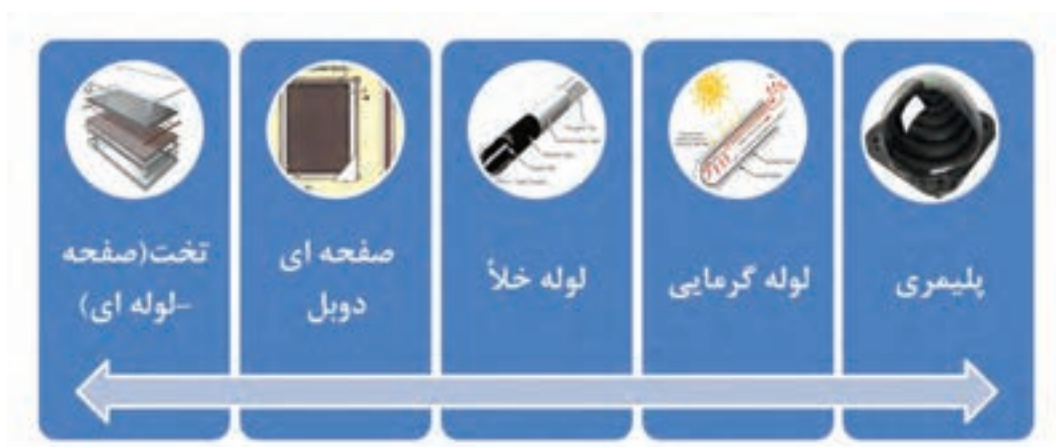 پلیمری
لوله گرمایی
لوله خلأ
صفحه ای
دوبل
تخت(صفحه
-لوله ای)